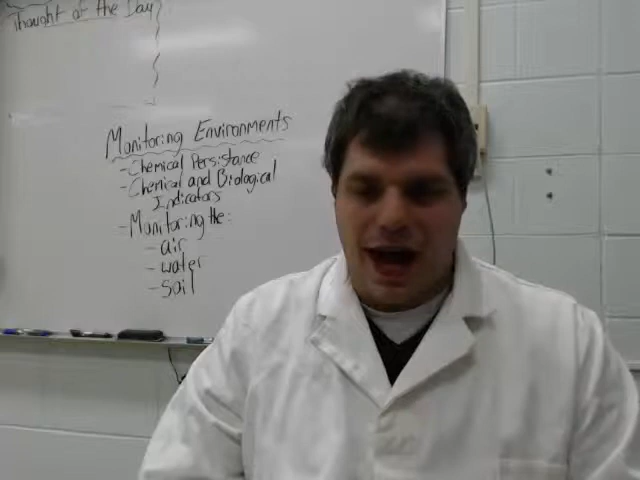 Thought of the Day
Monitoring Environments
- Chemical Persistance
- Chemical and Biological
Indicators
- Monitoring the:
- air
- water
- soil